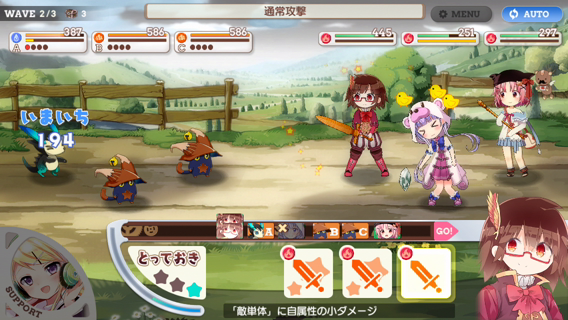 WAVE 2/3 3
通常攻撃
MENU
AUTO
387
A
586
B
586
C
445
251
297
いまいち
194
A
B
C
GO!
とっておき
SUPPORT
「敵単体」に自属性の小ダメージ